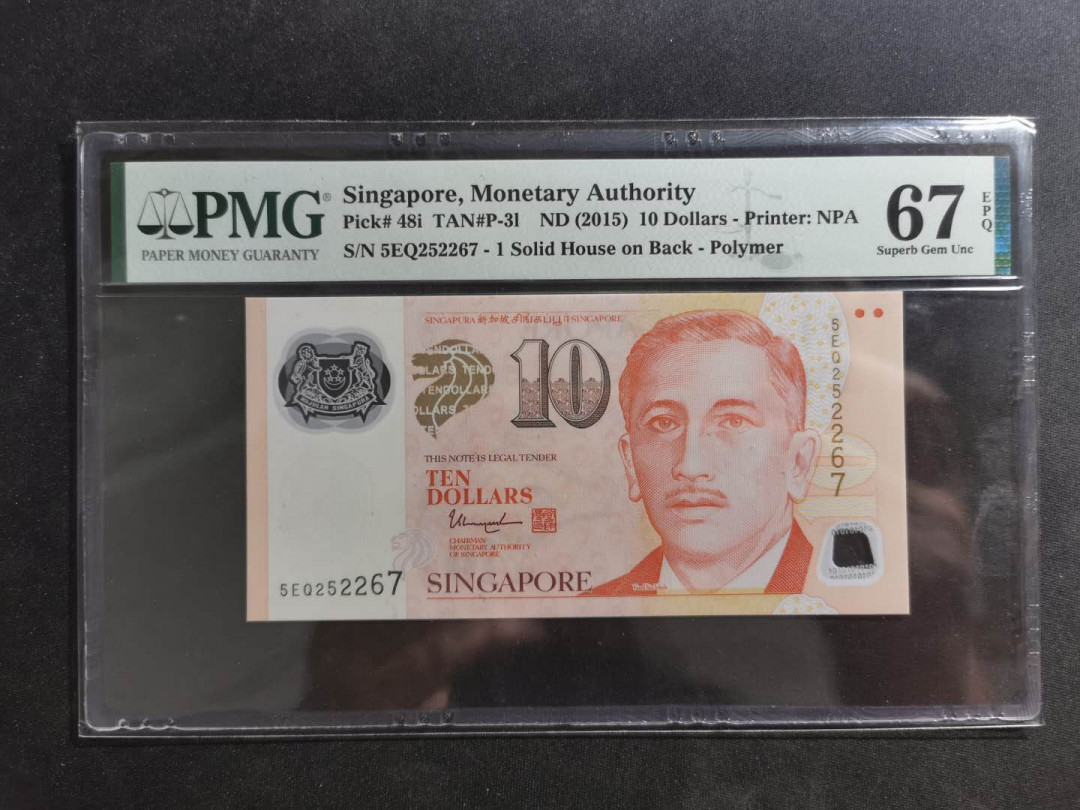 PMG®
PAPER MONEY GUARANTY
Singapore, Monetary Authority
Pick# 48i TAN#P-3l ND (2015) 10 Dollars - Printer: NPA
S/N 5EQ252267 - 1 Solid House on Back - Polymer
67
Superb Gem Unc
EPQ
SINGAPURA 新加坡 சிங்கப்பூர் SINGAPORE
MAJULAH SINGAPURA
10
5EQ252267
THIS NOTE IS LEGAL TENDER
TEN
DOLLARS
CHAIRMAN
MONETARY AUTHORITY
OF SINGAPORE
5EQ252267
SINGAPORE